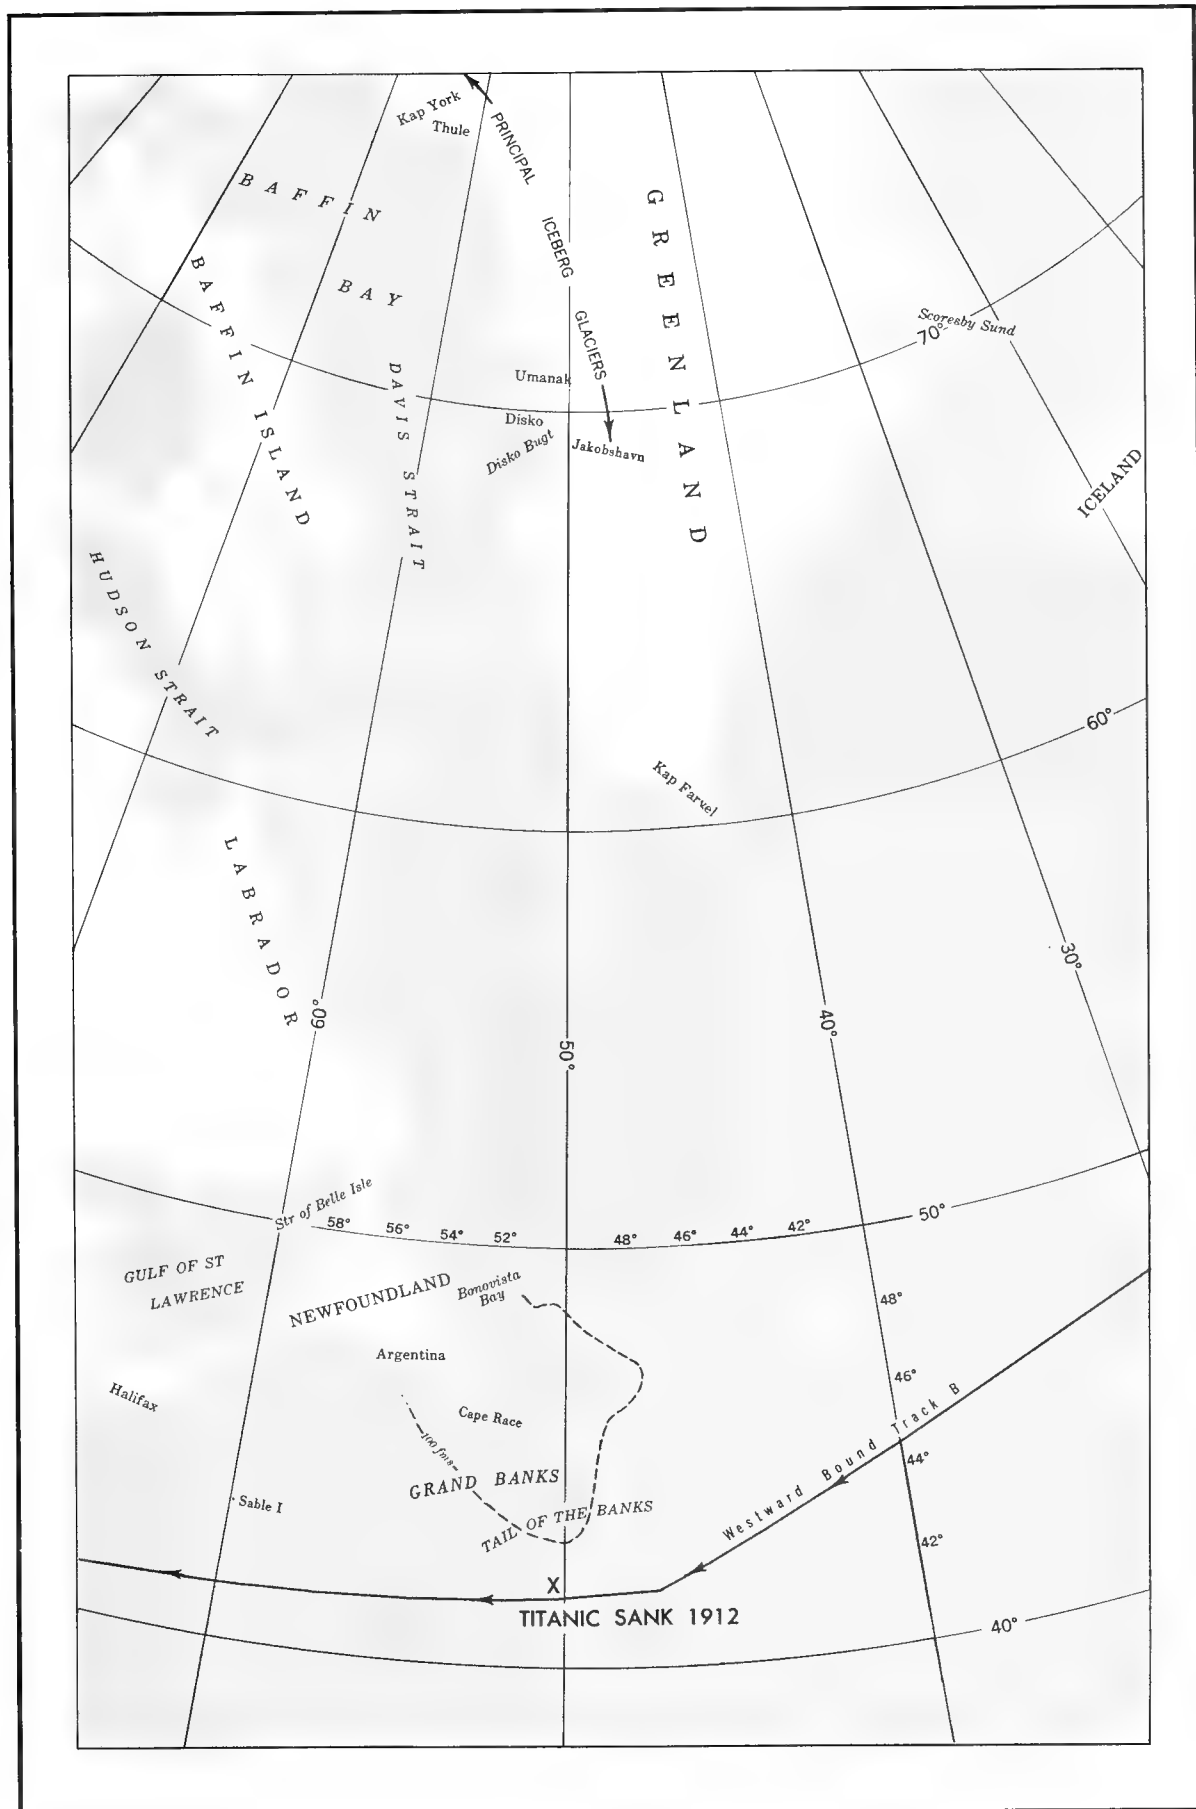 Kap York
Thule
PRINCIPAL ICEBERG GLACIERS
BAFFIN
BAY
GREENLAND
BAFFIN ISLAND
DAVIS STRAIT
Scoresby Sund
70°
Umanak
Disko
Disko Bugt
Jakobshavn
ICELAND
HUDSON STRAIT
60°
Kap Farvel
LABRADOR
60°
50°
40°
30°
Str of Belle Isle
58°
56°
54°
52°
48°
46°
44°
42°
50°
GULF OF ST
LAWRENCE
NEWFOUNDLAND
Bonovista
Bay
48°
Argentina
46°
Halifax
Cape Race
100 fms
Westward Bound Track B
44°
GRAND BANKS
Sable I
TAIL OF THE BANKS
42°
X
TITANIC SANK 1912
40°